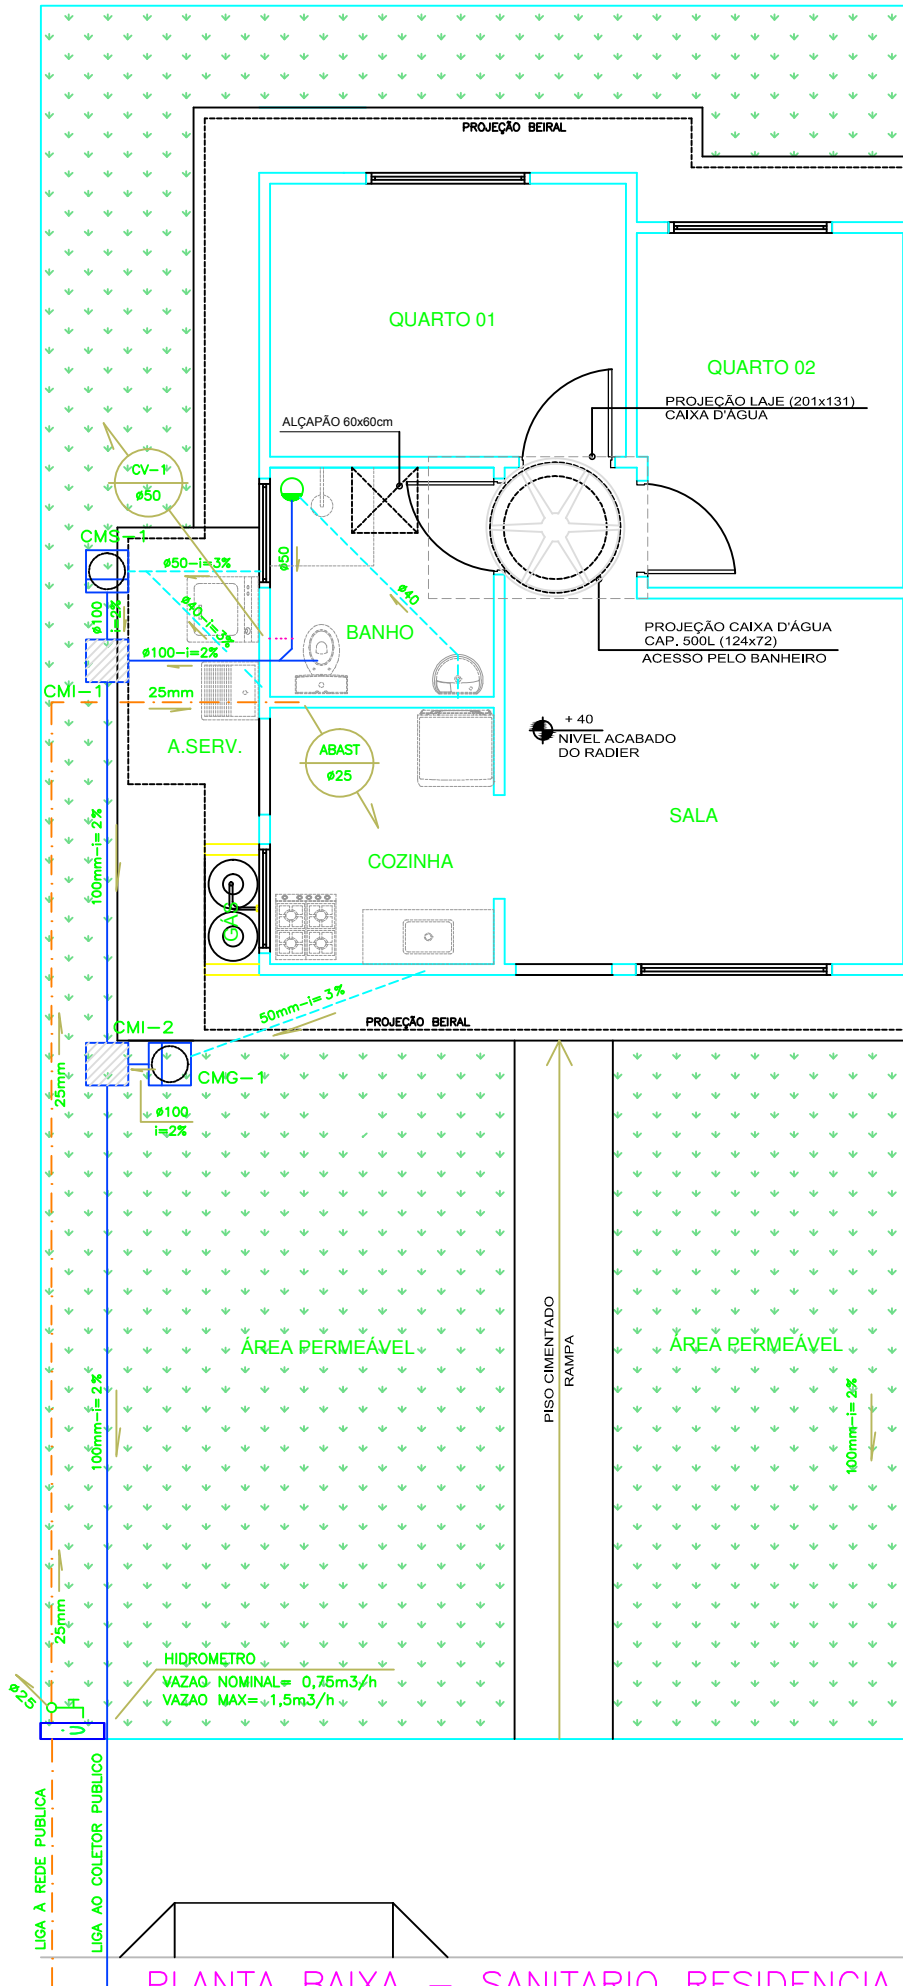 PROJEÇÃO BEIRAL
QUARTO 01
QUARTO 02
PROJEÇÃO LAJE (201x131)
CAIXA D'ÁGUA
ALÇAPÃO 60x60cm
CV-1
ø50
CMS-1
ø50-i=3%
ø50
ø40
ø40-i=3%
ø100
i=2%
BANHO
PROJEÇÃO CAIXA D'ÁGUA
CAP. 500L (124x72)
ACESSO PELO BANHEIRO
ø100-i=2%
CMI-1
25mm
A.SERV.
ABAST
ø25
+ 40
NIVEL ACABADO
DO RADIER
SALA
100mm-i= 2%
COZINHA
GÁS
50mm-i= 3%
PROJEÇÃO BEIRAL
CMI-2
CMG-1
25mm
ø100
i=2%
ÁREA PERMEÁVEL
ÁREA PERMEÁVEL
PISO CIMENTADO
RAMPA
100mm-i= 2%
100mm-i= 2%
25mm
HIDROMETRO
VAZAO NOMINAL= 0,75m3/h
VAZAO MAX= 1,5m3/h
ø25
LIGA À REDE PUBLICA
LIGA AO COLETOR PUBLICO
PLANTA BAIXA - SANITARIO RESIDENCIA